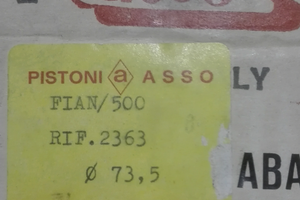 PISTONI a ASSO
LY
FIAN/500
RIF.2363
Ø 73,5
ABA